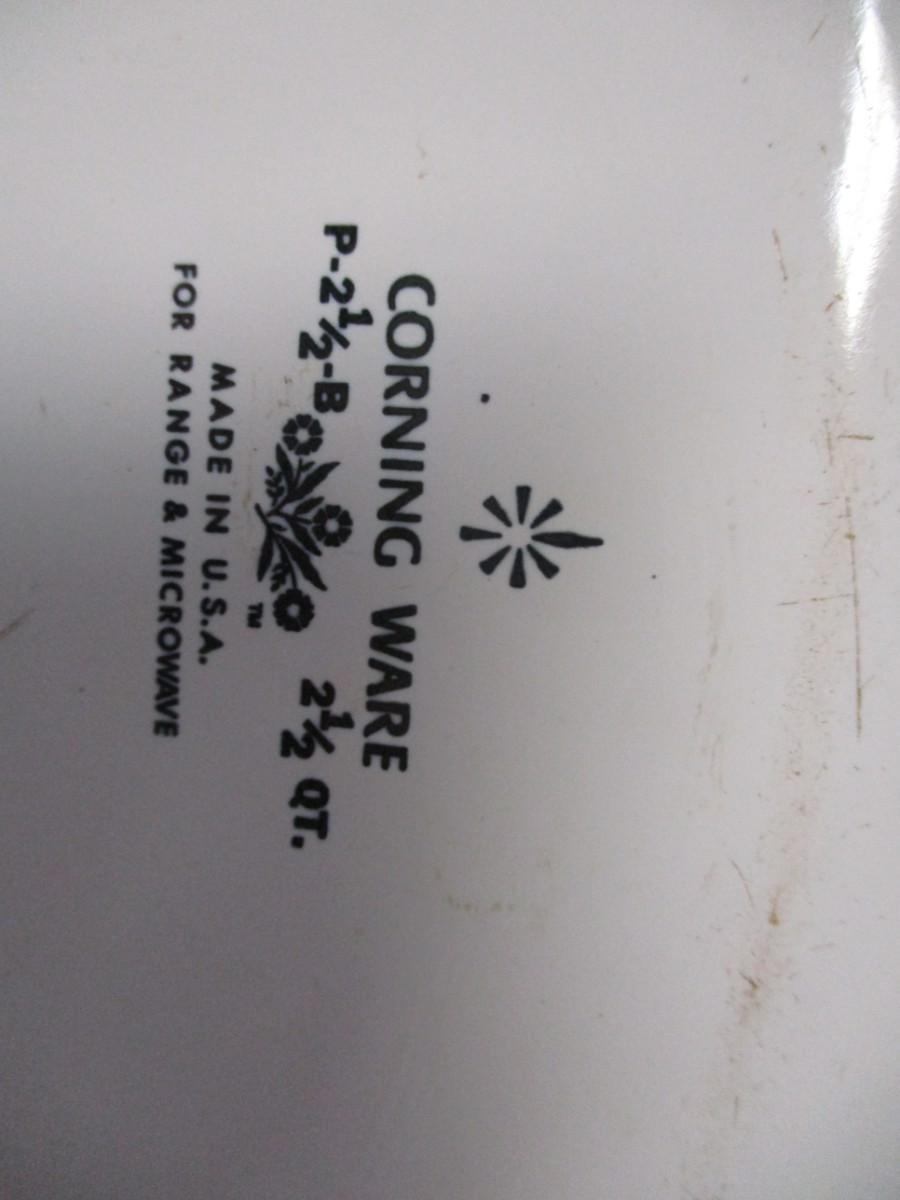 CORNING WARE
P-2½-B 2½ QT.
TM
MADE IN U.S.A.
FOR RANGE & MICROWAVE